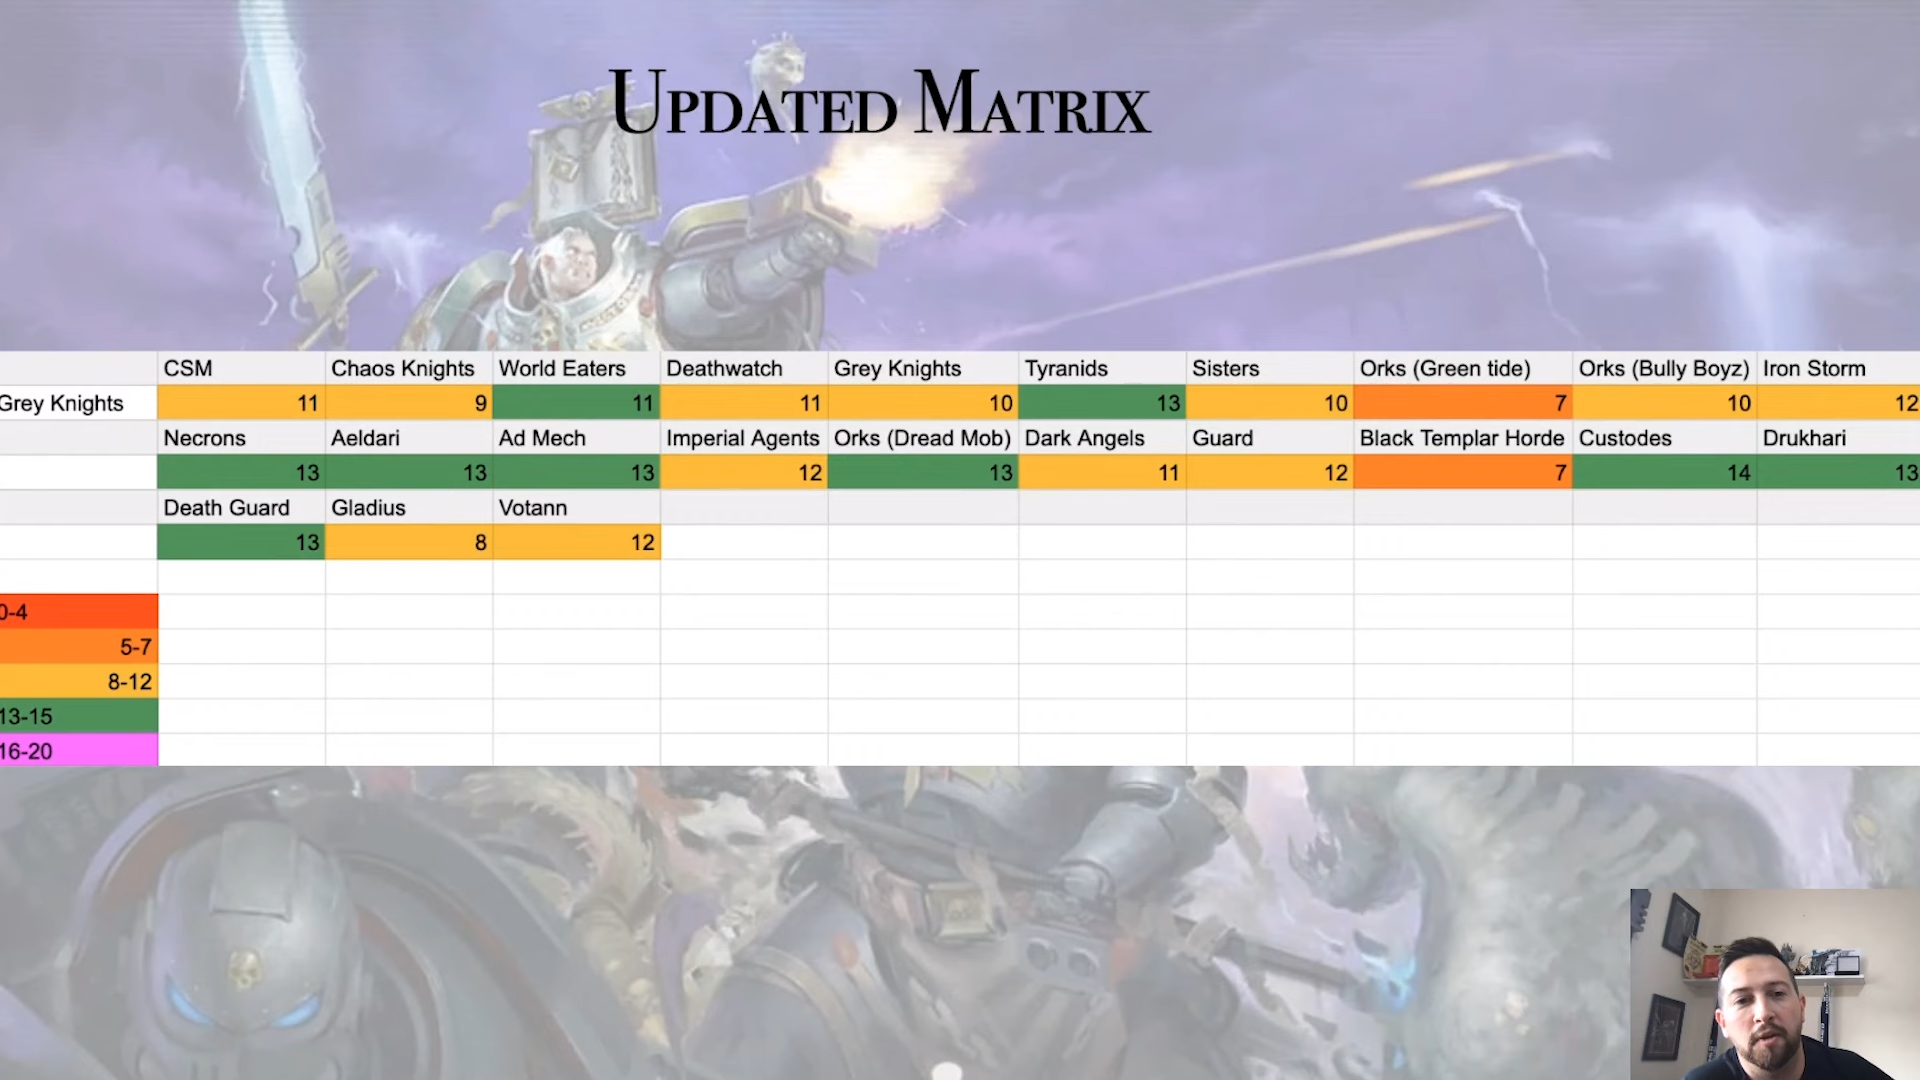 UPDATED MATRIX
CSM Chaos Knights World Eaters Deathwatch Grey Knights Tyranids Sisters Orks (Green tide) Orks (Bully Boyz) Iron Storm
Grey Knights 11 9 11 11 10 13 10 7 10 12
Necrons Aeldari Ad Mech Imperial Agents Orks (Dread Mob) Dark Angels Guard Black Templar Horde Custodes Drukhari
13 13 13 12 13 11 12 7 14 13
Death Guard Gladius Votann
13 8 12
0-4
5-7
8-12
13-15
16-20